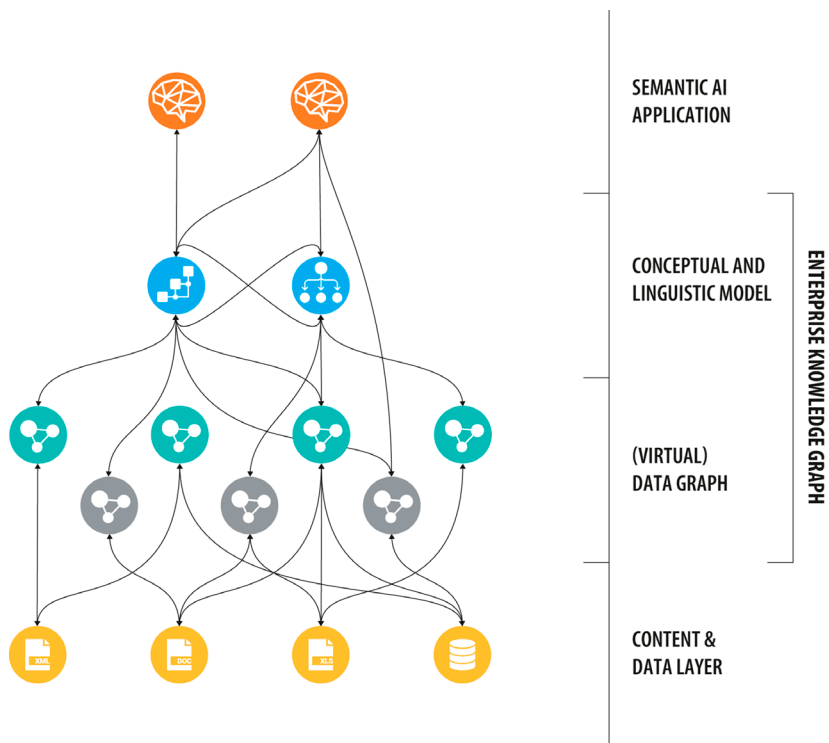 SEMANTIC AI
APPLICATION
CONCEPTUAL AND
LINGUISTIC MODEL
ENTERPRISE KNOWLEDGE GRAPH
(VIRTUAL)
DATA GRAPH
XML
DOC
XLS
CONTENT &
DATA LAYER